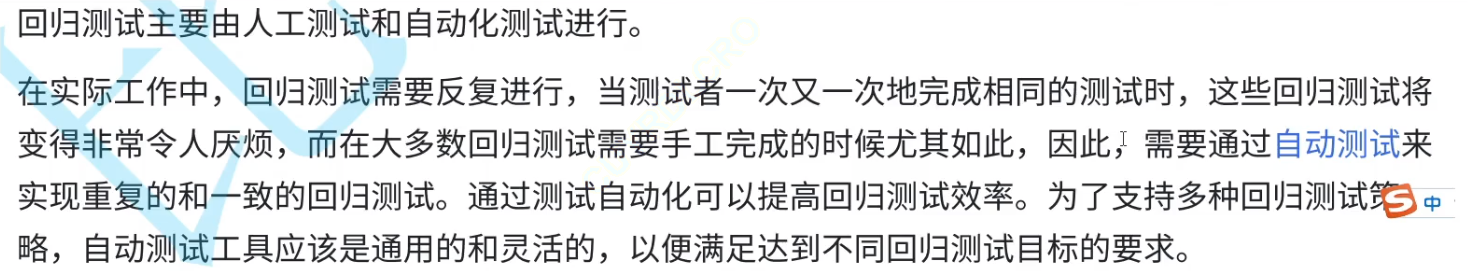 回归测试主要由人工测试和自动化测试进行。
在实际工作中，回归测试需要反复进行，当测试者一次又一次地完成相同的测试时，这些回归测试将
变得非常令人厌烦，而在大多数回归测试需要手工完成的时候尤其如此，因此，需要通过自动测试来
实现重复的和一致的回归测试。通过测试自动化可以提高回归测试效率。为了支持多种回归测试策
中
略，自动测试工具应该是通用的和灵活的，以便满足达到不同回归测试目标的要求。